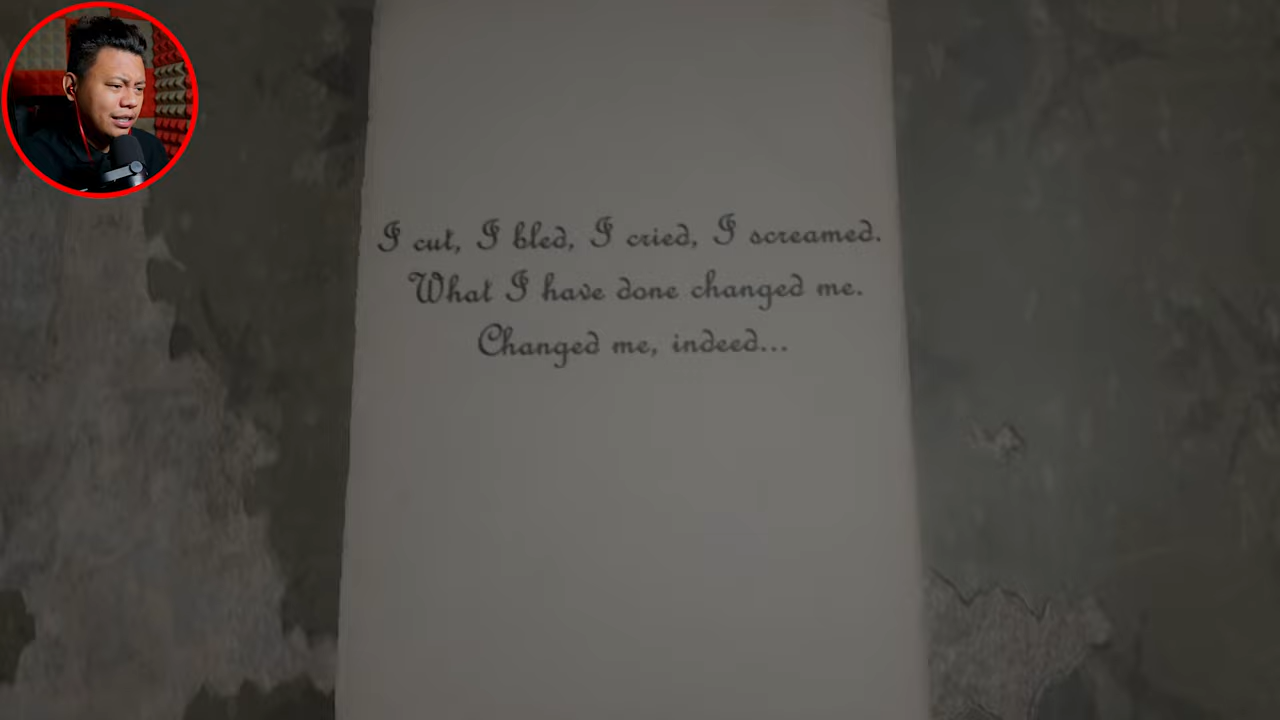 I cut, I bled, I cried, I screamed.
What I have done changed me.
Changed me, indeed...